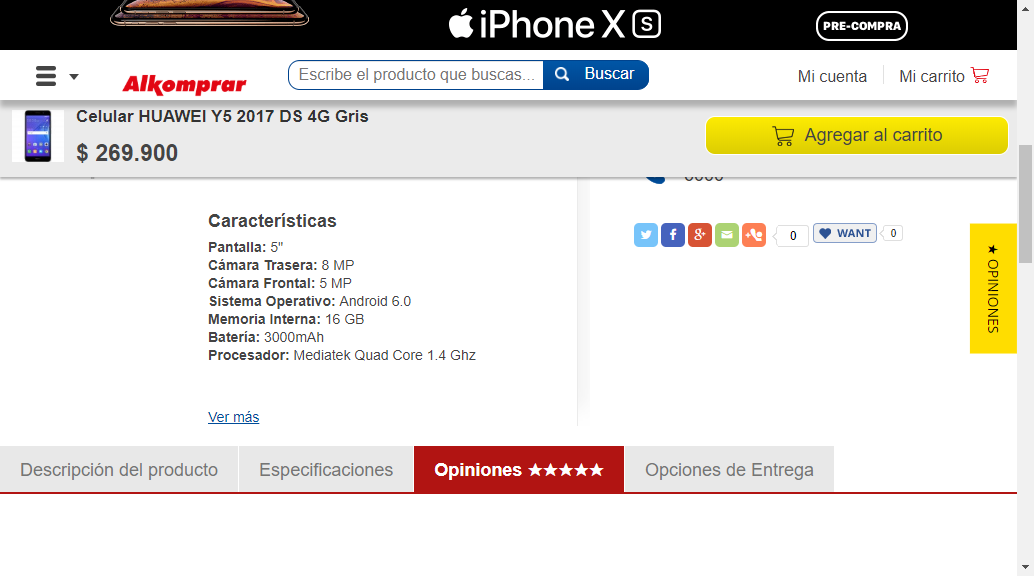 iPhone XS
PRE-COMPRA
Alkomprar
Escribe el producto que buscas...
Buscar
Mi cuenta
Mi carrito
Celular HUAWEI Y5 2017 DS 4G Gris
$ 269.900
Agregar al carrito
Características
Pantalla: 5"
Cámara Trasera: 8 MP
Cámara Frontal: 5 MP
Sistema Operativo: Android 6.0
Memoria Interna: 16 GB
Batería: 3000mAh
Procesador: Mediatek Quad Core 1.4 Ghz
Ver más
0
WANT
0
★ OPINIONES
Descripción del producto
Especificaciones
Opiniones ★★★★★
Opciones de Entrega